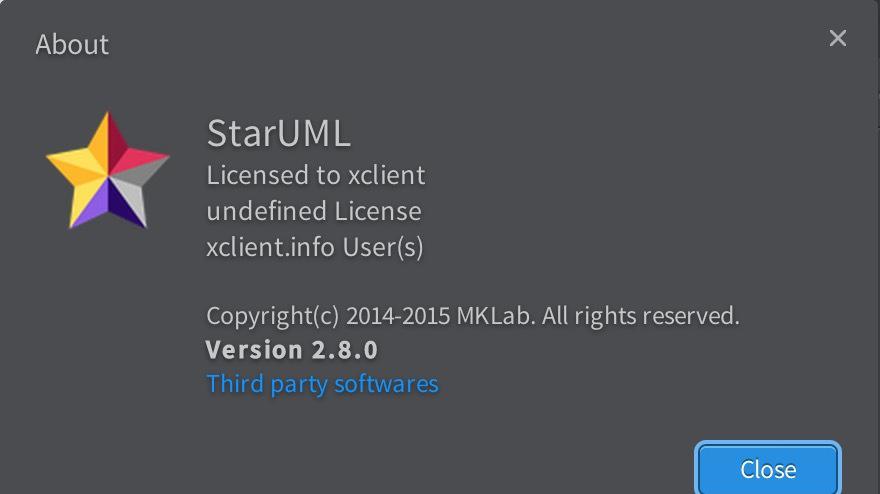 About
StarUML
Licensed to xclient
undefined License
xclient.info User(s)
Copyright(c) 2014-2015 MKLab. All rights reserved.
Version 2.8.0
Third party softwares
Close